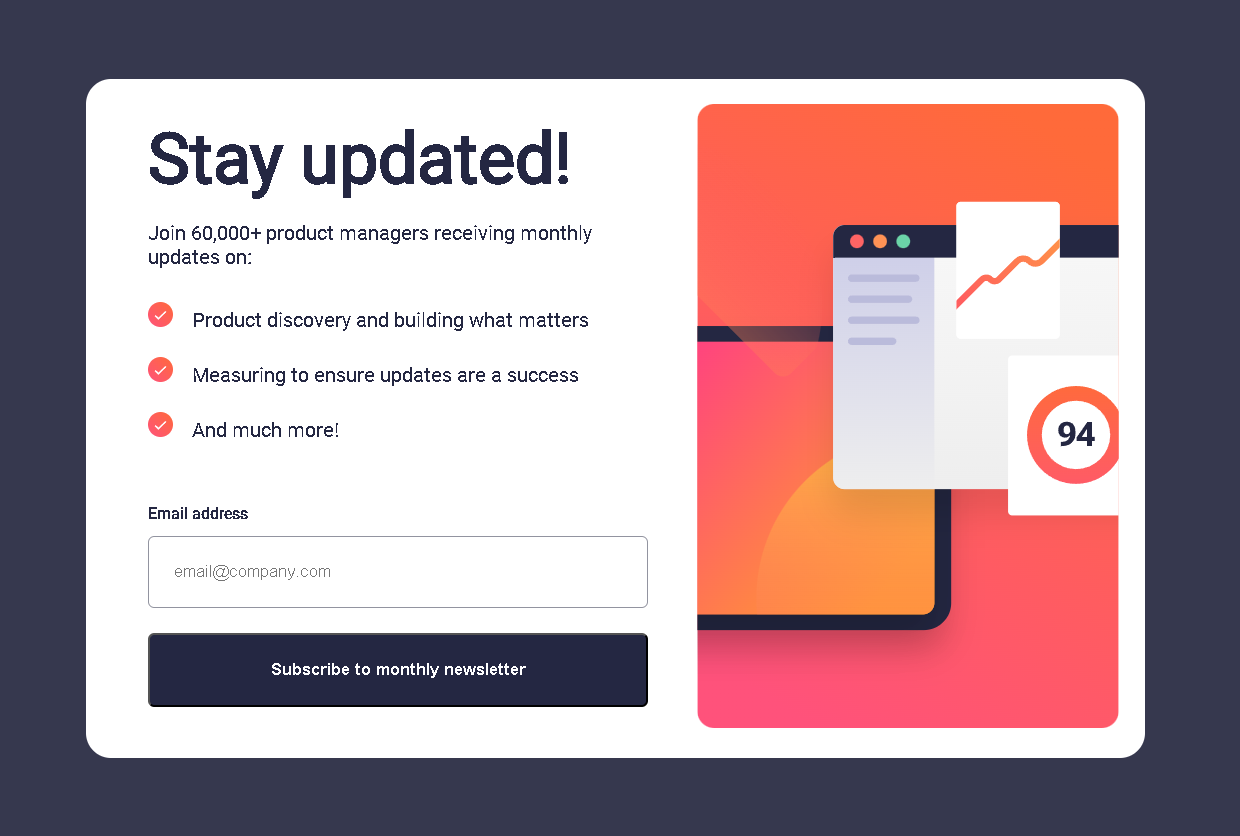 Stay updated!
Join 60,000+ product managers receiving monthly
updates on:
Product discovery and building what matters
Measuring to ensure updates are a success
And much more!
Email address
email@company.com
Subscribe to monthly newsletter
94